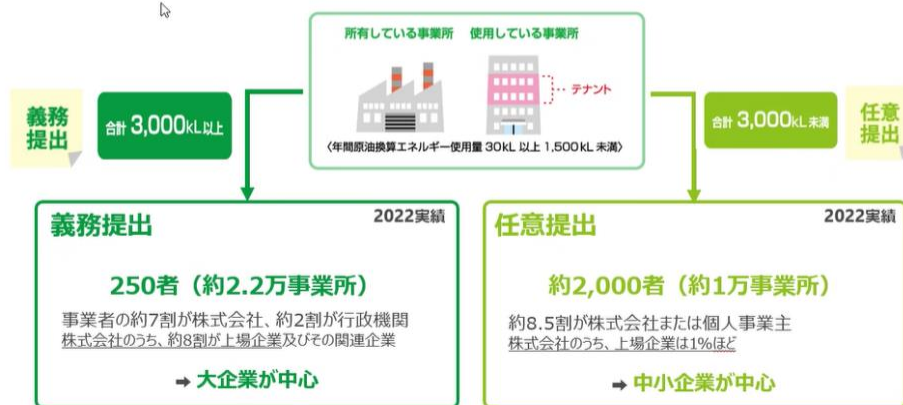 所有している事業所 使用している事業所
テナント
〈年間原油換算エネルギー使用量 30kL 以上 1,500kL 未満〉
義務
提出
合計 3,000kL 以上
合計 3,000kL 未満
任意
提出
義務提出
2022実績
250者(約2.2万事業所)
事業者の約7割が株式会社、約2割が行政機関
株式会社のうち、約8割が上場企業及びその関連企業
➡ 大企業が中心
任意提出
2022実績
約2,000者(約1万事業所)
約8.5割が株式会社または個人事業主
株式会社のうち、上場企業は1%ほど
➡ 中小企業が中心